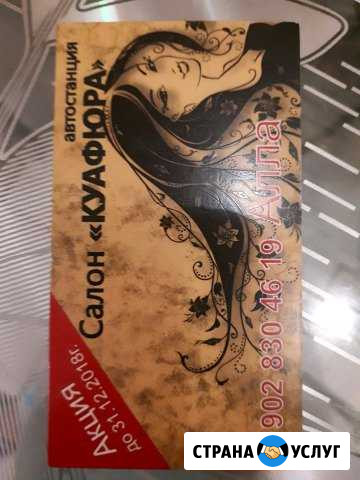 автостанция
Салон «КУАФЮРА»
902 830 46 19 Алла
АКЦИЯ
до 31.12.2018г.
СТРАНА УСЛУГ